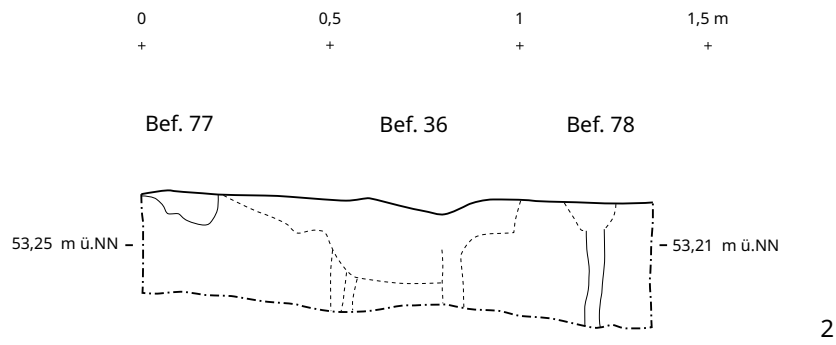 0 0,5 1 1,5 m
+ + + +
Bef. 77 Bef. 36 Bef. 78
53,25 m ü.NN 53,21 m ü.NN
2